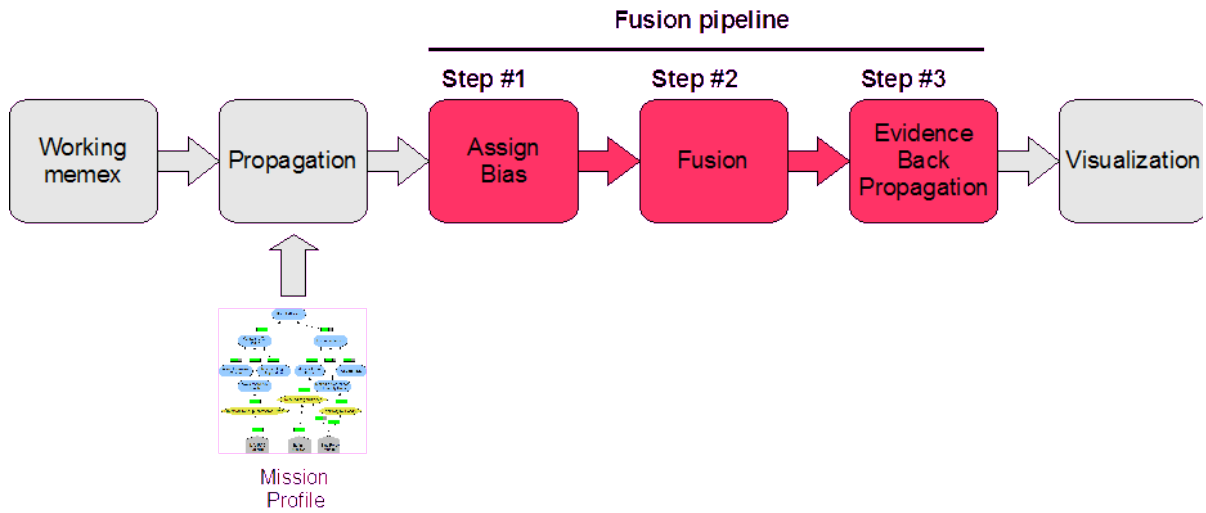 Fusion pipeline
Step #1
Step #2
Step #3
Working
memex
Propagation
Assign
Bias
Fusion
Evidence
Back
Propagation
Visualization
Mission
Profile